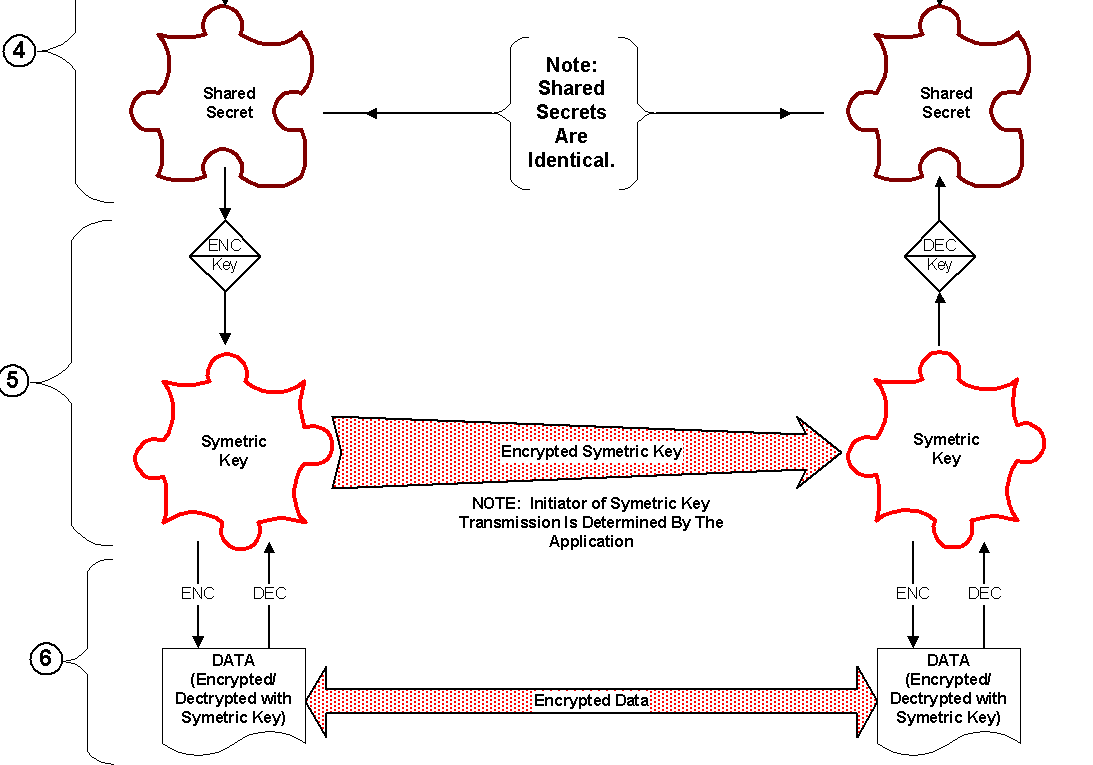 4
Shared
Secret
Note:
Shared
Secrets
Are
Identical.
Shared
Secret
ENC
Key
DEC
Key
5
Symetric
Key
Encrypted Symetric Key
Symetric
Key
NOTE:  Initiator of Symetric Key
Transmission Is Determined By The
Application
ENC
DEC
ENC
DEC
6
DATA
(Encrypted/
Dectrypted with
Symetric Key)
Encrypted Data
DATA
(Encrypted/
Dectrypted with
Symetric Key)